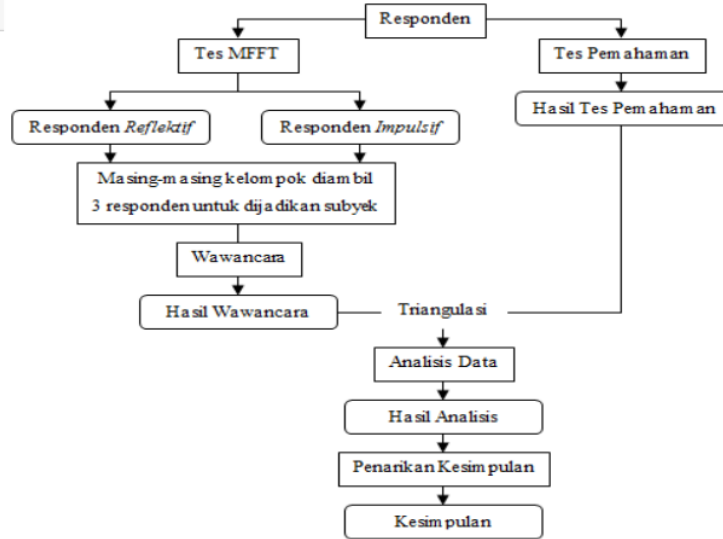 Responden
Tes MFFT
Tes Pemahaman
Responden Reflektif
Responden Impulsif
Hasil Tes Pemahaman
Masing-masing kelompok diambil
3 responden untuk dijadikan subyek
Wawancara
Hasil Wawancara
Triangulasi
Analisis Data
Hasil Analisis
Penarikan Kesimpulan
Kesimpulan